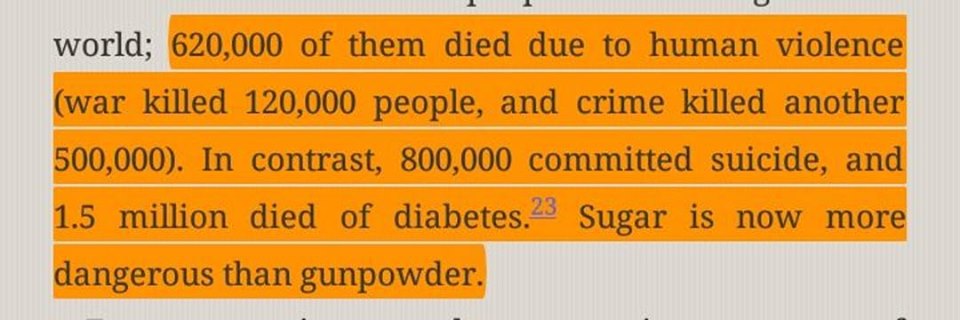 world; 620,000 of them died due to human violence
(war killed 120,000 people, and crime killed another
500,000). In contrast, 800,000 committed suicide, and
1.5 million died of diabetes.23 Sugar is now more
dangerous than gunpowder.